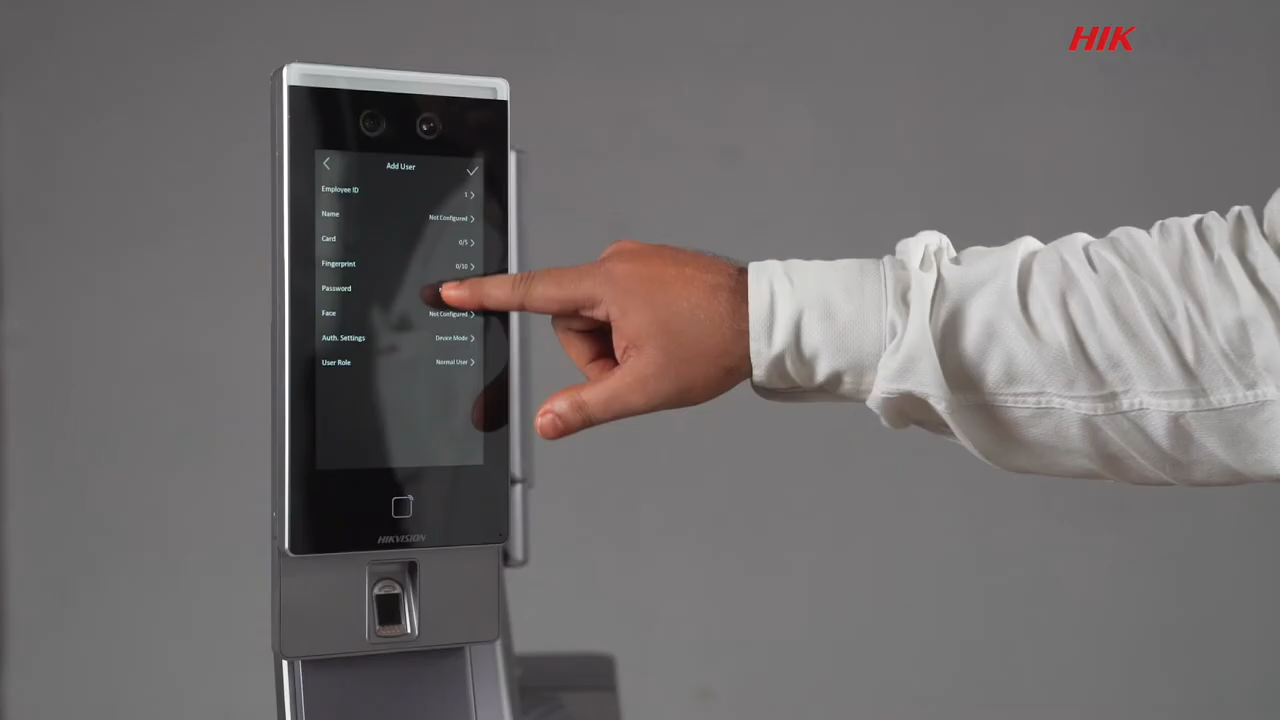 HIK
Add User
Employee ID 1
Name Not Configured
Card 0/5
Fingerprint 0/10
Password
Face Not Configured
Auth. Settings Device Mode
User Role Normal User
HIKVISION